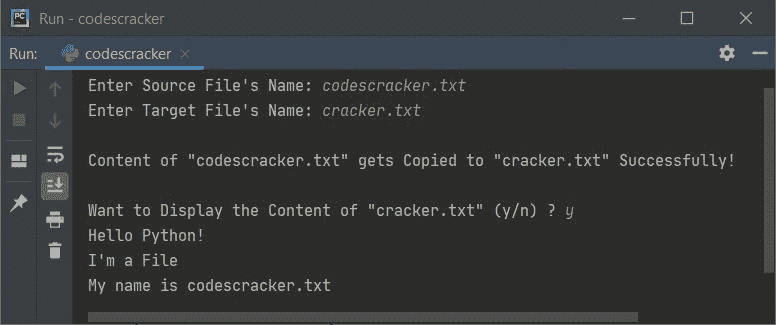 PC
Run - codescracker
Run: codescracker
Enter Source File's Name: codescracker.txt
Enter Target File's Name: cracker.txt
Content of "codescracker.txt" gets Copied to "cracker.txt" Successfully!
Want to Display the Content of "cracker.txt" (y/n) ? y
Hello Python!
I'm a File
My name is codescracker.txt